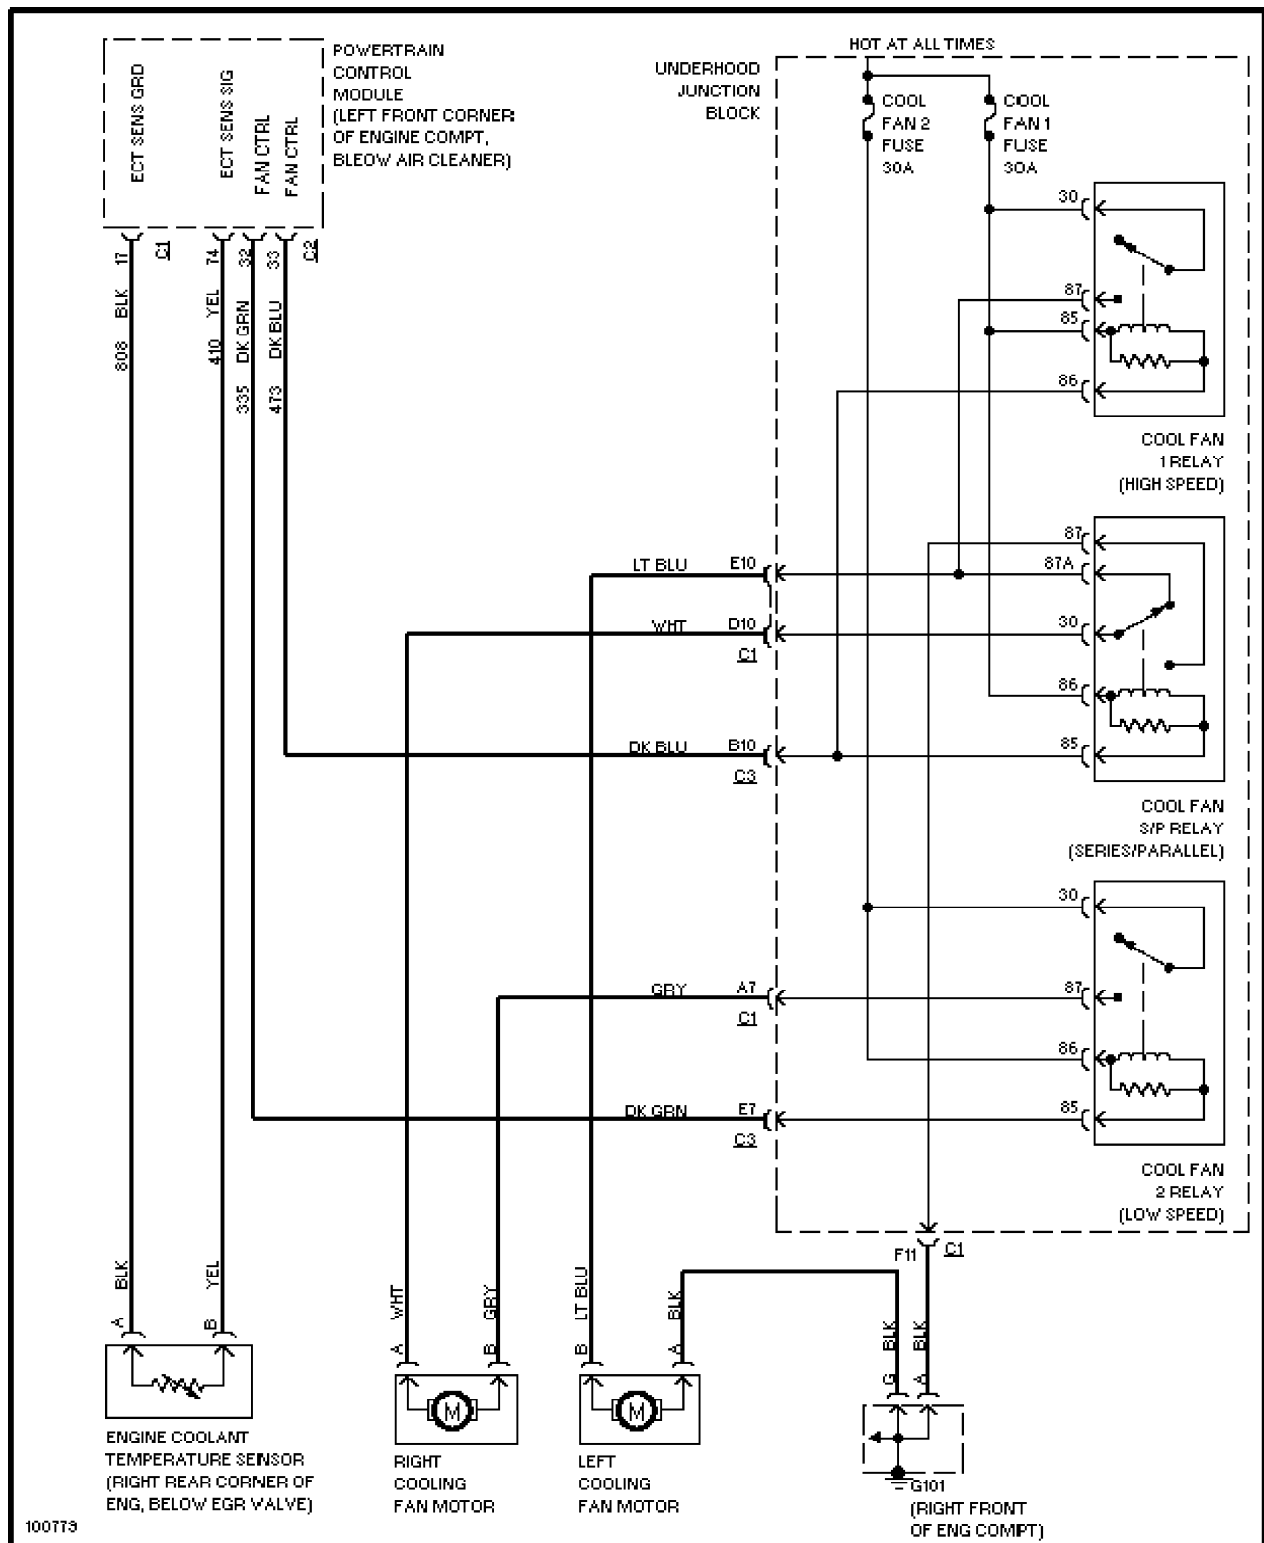 HOT AT ALL TIMES
POWERTRAIN
CONTROL
MODULE
(LEFT FRONT CORNER
OF ENGINE COMPT,
BLEOW AIR CLEANER)
ECT SENS GRD
ECT SENS SIG
FAN CTRL
FAN CTRL
UNDERHOOD
JUNCTION
BLOCK
COOL
FAN 2
FUSE
30A
COOL
FAN 1
FUSE
30A
17
C1
74
32
33
C2
808 BLK
410 YEL
335 DK GRN
473 DK BLU
30
87
85
86
COOL FAN
1 RELAY
(HIGH SPEED)
87
87A
30
86
85
COOL FAN
S/P RELAY
(SERIES/PARALLEL)
LT BLU E10
WHT D10
C1
DK BLU B10
C3
30
87
86
85
COOL FAN
2 RELAY
(LOW SPEED)
GRY A7
C1
DK GRN E7
C3
F11 C1
BLK
YEL
WHT
GRY
LT BLU
BLK
BLK
BLK
A
B
A
B
B
A
G
A
M
M
ENGINE COOLANT
TEMPERATURE SENSOR
(RIGHT REAR CORNER OF
ENG, BELOW EGR VALVE)
RIGHT
COOLING
FAN MOTOR
LEFT
COOLING
FAN MOTOR
G101
(RIGHT FRONT
OF ENG COMPT)
100779